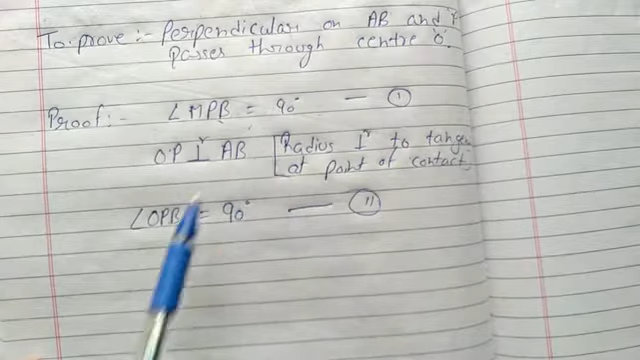 To prove :- Perpendicular on AB and
passes through centre 'O'.
Proof :- ∠MPB = 90° — (I)
OP ⊥ʳ AB [Radius ⊥ʳ to
at point of contact
∠OPB = 90° — (II)